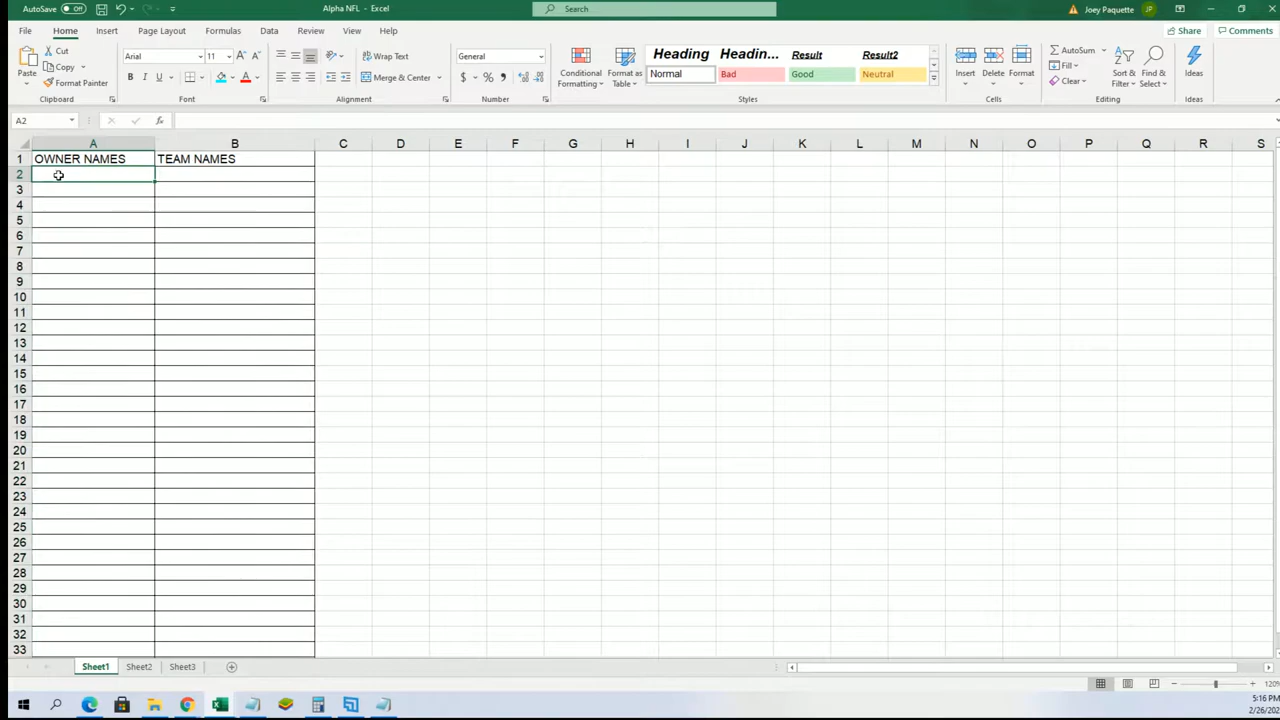 AutoSave Off Alpha NFL - Excel Search Joey Paquette JP
File Home Insert Page Layout Formulas Data Review View Help Share Comments
Paste Cut Copy Format Painter Clipboard
Arial 11 A A B I U A Font
Wrap Text Merge & Center Alignment
General $ % , Number
Conditional Formatting Format as Table
Heading Headin... Result Result2
Normal Bad Good Neutral
Styles
Insert Delete Format Cells
AutoSum Fill Clear Sort & Filter Find & Select Editing
Ideas Ideas
A2 fx
A B C D E F G H I J K L M N O P Q R S
1 OWNER NAMES TEAM NAMES
2
3
4
5
6
7
8
9
10
11
12
13
14
15
16
17
18
19
20
21
22
23
24
25
26
27
28
29
30
31
32
33
Sheet1 Sheet2 Sheet3
120%
5:16 PM